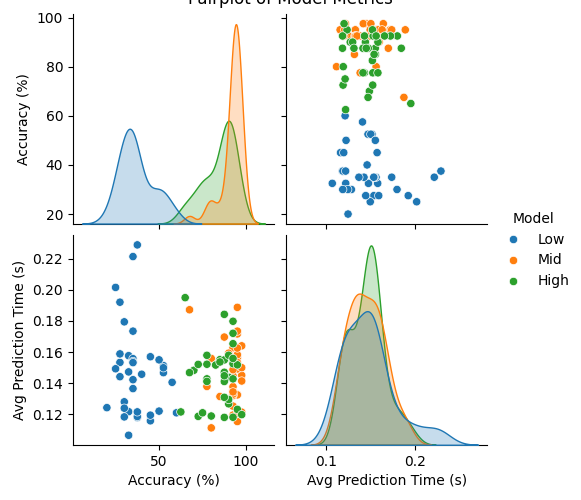 Pairplot of Model Metrics
100
80
60
40
20
Accuracy (%)
0.22
0.20
0.18
0.16
0.14
0.12
Avg Prediction Time (s)
50
100
Accuracy (%)
0.1
0.2
Avg Prediction Time (s)
Model
Low
Mid
High